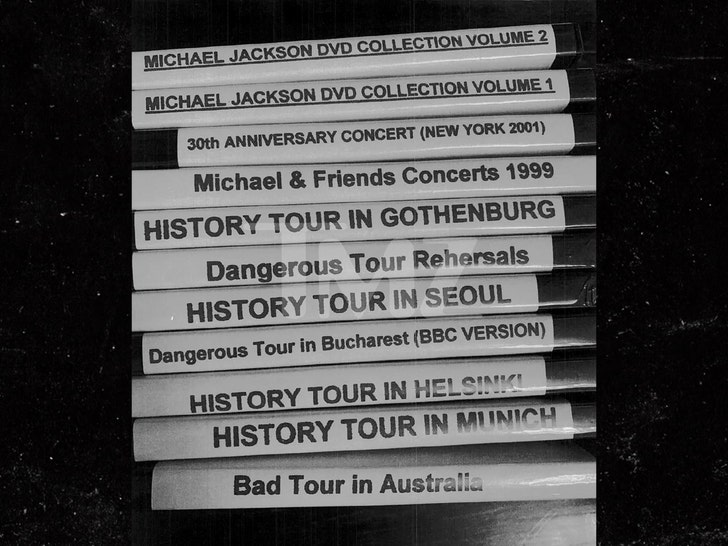 MICHAEL JACKSON DVD COLLECTION VOLUME 2
MICHAEL JACKSON DVD COLLECTION VOLUME 1
30th ANNIVERSARY CONCERT (NEW YORK 2001)
Michael & Friends Concerts 1999
HISTORY TOUR IN GOTHENBURG
Dangerous Tour Rehersals
TMZ
HISTORY TOUR IN SEOUL
Dangerous Tour in Bucharest (BBC VERSION)
HISTORY TOUR IN HELSINKI
HISTORY TOUR IN MUNICH
Bad Tour in Australia